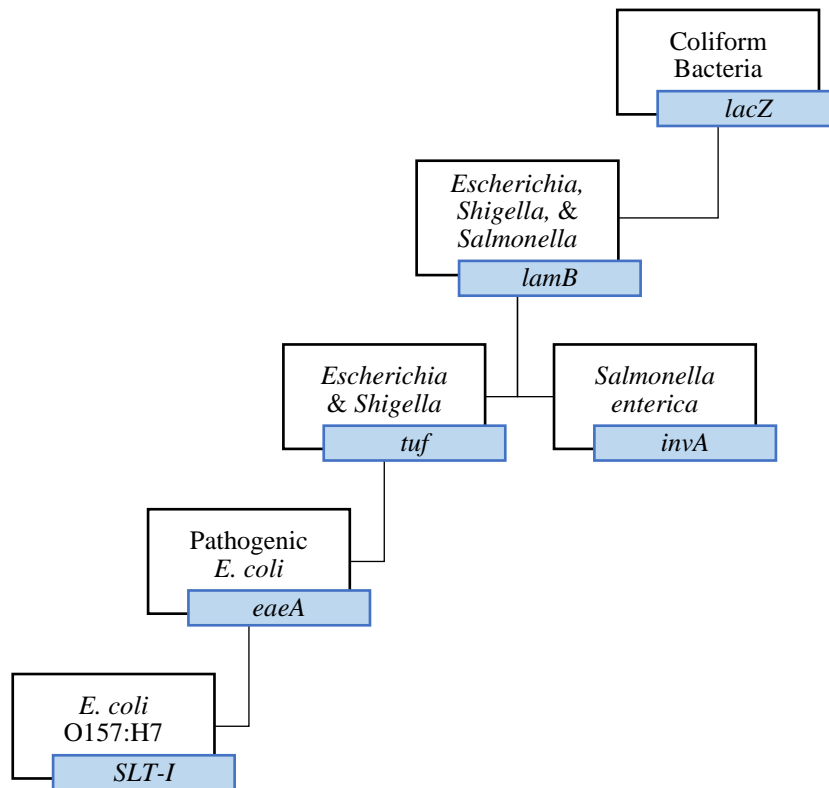 Coliform
Bacteria
lacZ
Escherichia,
Shigella, &
Salmonella
lamB
Escherichia
& Shigella
tuf
Salmonella
enterica
invA
Pathogenic
E. coli
eaeA
E. coli
O157:H7
SLT-I